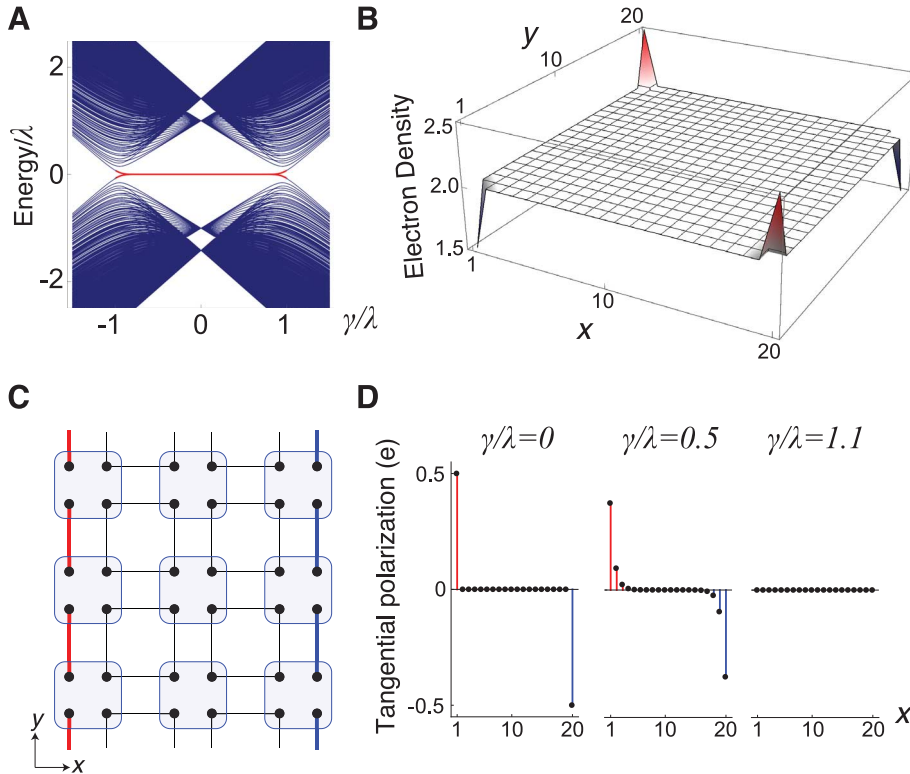 A
Energy/λ
2
0
-2
-1
0
1
γ/λ
B
Electron Density
2.5
2.0
1.5
y
20
10
1
1
10
20
x
C
y
x
D
Tangential polarization (e)
γ/λ=0
γ/λ=0.5
γ/λ=1.1
0.5
0
-0.5
1
10
20
1
10
20
1
10
20
x